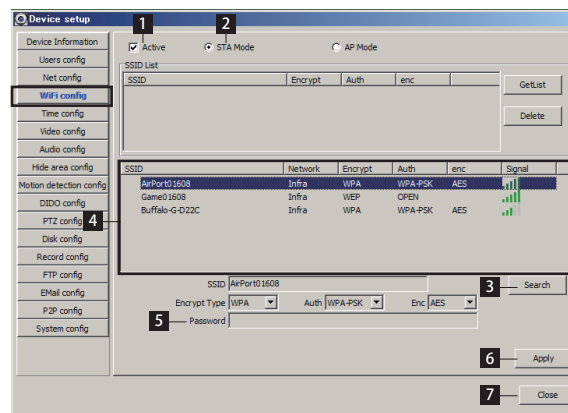 Device setup
1
2
Device Information
Users config
Net config
WiFi config
Time config
Video config
Audio config
Hide area config
Motion detection config
DIDO config
PTZ config
Disk config
Record config
FTP config
EMail config
P2P config
System config
Active
STA Mode
AP Mode
SSID List
SSID Encrypt Auth enc
GetList
Delete
SSID Network Encrypt Auth enc Signal
AirPort01608 Infra WPA WPA-PSK AES
Game01608 Infra WEP OPEN
Buffalo-G-D22C Infra WPA WPA-PSK AES
4
SSID AirPort01608
3 Search
Encrypt Type WPA Auth WPA-PSK Enc AES
5 Password
6 Apply
7 Close